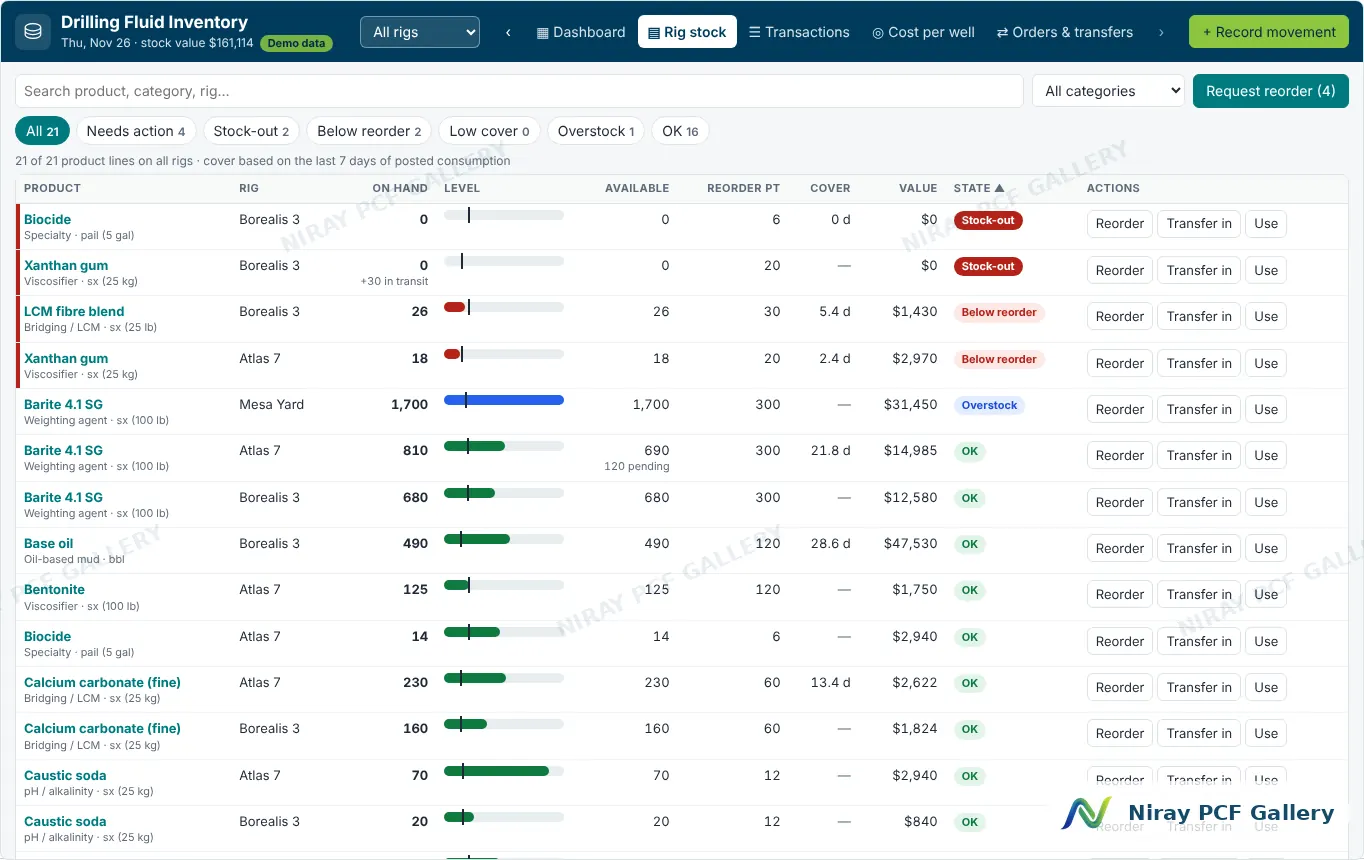 Drilling Fluid Inventory
Thu, Nov 26 · stock value $161,114 Demo data
All rigs
‹ Dashboard Rig stock Transactions Cost per well Orders & transfers ›
+ Record movement
Search product, category, rig...
All categories
Request reorder (4)
All 21 Needs action 4 Stock-out 2 Below reorder 2 Low cover 0 Overstock 1 OK 16
21 of 21 product lines on all rigs · cover based on the last 7 days of posted consumption
PRODUCT RIG ON HAND LEVEL AVAILABLE REORDER PT COVER VALUE STATE ▲ ACTIONS
Biocide Borealis 3 0 0 6 0 d $0 Stock-out Reorder Transfer in Use
Specialty · pail (5 gal)
Xanthan gum Borealis 3 0 0 20 — $0 Stock-out Reorder Transfer in Use
Viscosifier · sx (25 kg) +30 in transit
LCM fibre blend Borealis 3 26 26 30 5.4 d $1,430 Below reorder Reorder Transfer in Use
Bridging / LCM · sx (25 lb)
Xanthan gum Atlas 7 18 18 20 2.4 d $2,970 Below reorder Reorder Transfer in Use
Viscosifier · sx (25 kg)
Barite 4.1 SG Mesa Yard 1,700 1,700 300 — $31,450 Overstock Reorder Transfer in Use
Weighting agent · sx (100 lb)
Barite 4.1 SG Atlas 7 810 690 300 21.8 d $14,985 OK Reorder Transfer in Use
Weighting agent · sx (100 lb) 120 pending
Barite 4.1 SG Borealis 3 680 680 300 — $12,580 OK Reorder Transfer in Use
Weighting agent · sx (100 lb)
Base oil Borealis 3 490 490 120 28.6 d $47,530 OK Reorder Transfer in Use
Oil-based mud · bbl
Bentonite Atlas 7 125 125 120 — $1,750 OK Reorder Transfer in Use
Viscosifier · sx (100 lb)
Biocide Atlas 7 14 14 6 — $2,940 OK Reorder Transfer in Use
Specialty · pail (5 gal)
Calcium carbonate (fine) Atlas 7 230 230 60 13.4 d $2,622 OK Reorder Transfer in Use
Bridging / LCM · sx (25 kg)
Calcium carbonate (fine) Borealis 3 160 160 60 — $1,824 OK Reorder Transfer in Use
Bridging / LCM · sx (25 kg)
Caustic soda Atlas 7 70 70 12 — $2,940 OK Reorder Transfer in Use
pH / alkalinity · sx (25 kg)
Caustic soda Borealis 3 20 20 12 — $840 OK Reorder Transfer in Use
pH / alkalinity · sx (25 kg)
Niray PCF Gallery
NIRAY PCF GALLERY
NIRAY PCF GALLERY
NIRAY PCF GALLERY
NIRAY PCF GALLERY